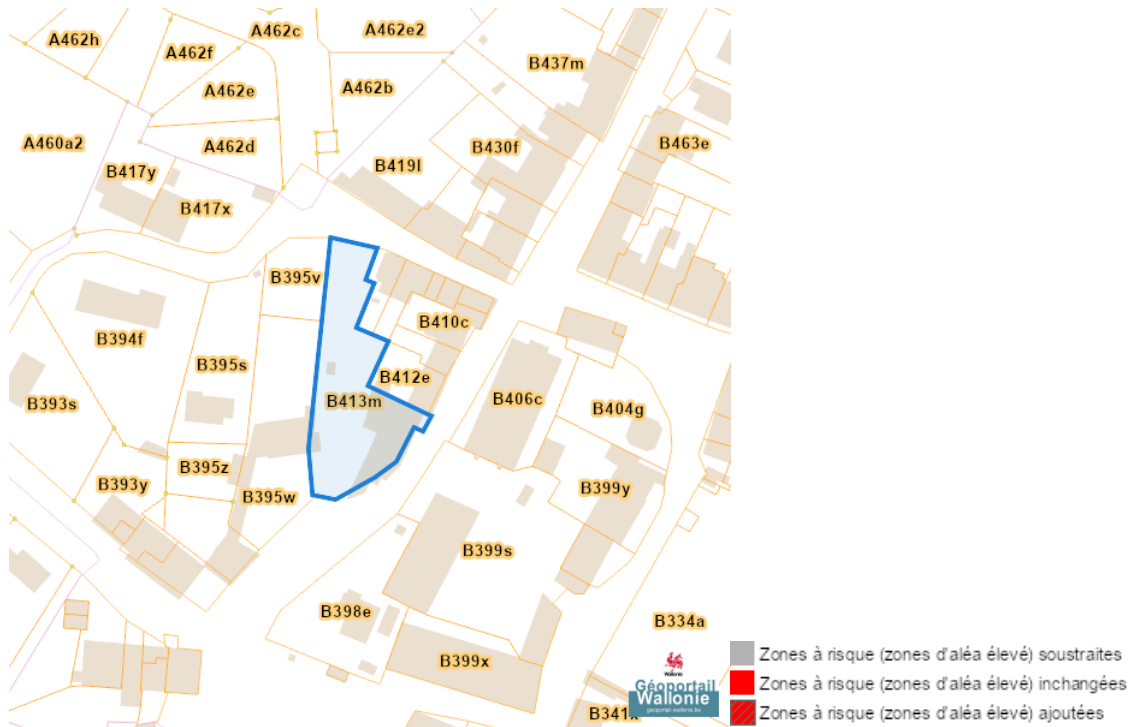 A462h
A462f
A462c
A462e2
A462e
A462b
B437m
A460a2
A462d
B419l
B430f
B463e
B417y
B417x
B395v
B410c
B394f
B395s
B412e
B393s
B413m
B406c
B404g
B393y
B395z
B395w
B399y
B399s
B398e
B399x
B334a
B341x
Wallonie
Géoportail
Wallonie
geoportail.wallonie.be
Zones à risque (zones d'aléa élevé) soustraites
Zones à risque (zones d'aléa élevé) inchangées
Zones à risque (zones d'aléa élevé) ajoutées